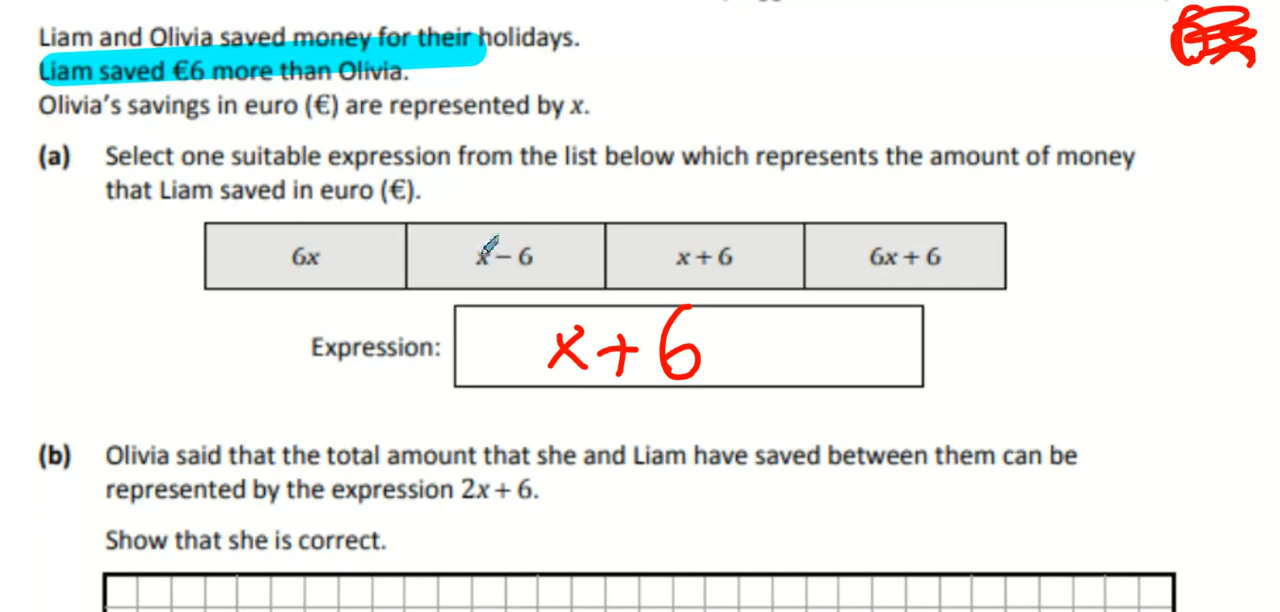 Liam and Olivia saved money for their holidays.
Liam saved €6 more than Olivia.
Olivia’s savings in euro (€) are represented by x.
(a) Select one suitable expression from the list below which represents the amount of money
that Liam saved in euro (€).
6x x – 6 x + 6 6x + 6
Expression: x + 6
(b) Olivia said that the total amount that she and Liam have saved between them can be
represented by the expression 2x + 6.
Show that she is correct.